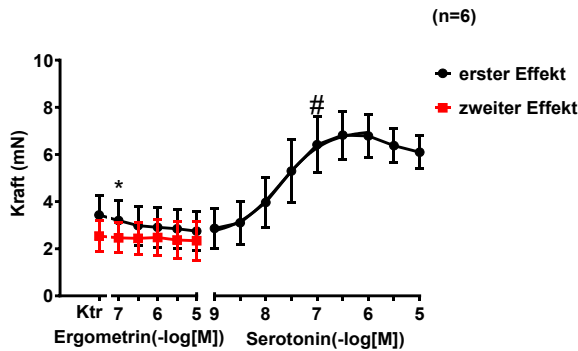 (n=6)
erster Effekt
zweiter Effekt
Kraft (mN)
10
8
6
4
2
0
*
#
Ktr 7 6 5 9 8 7 6 5
Ergometrin(-log[M]) Serotonin(-log[M])